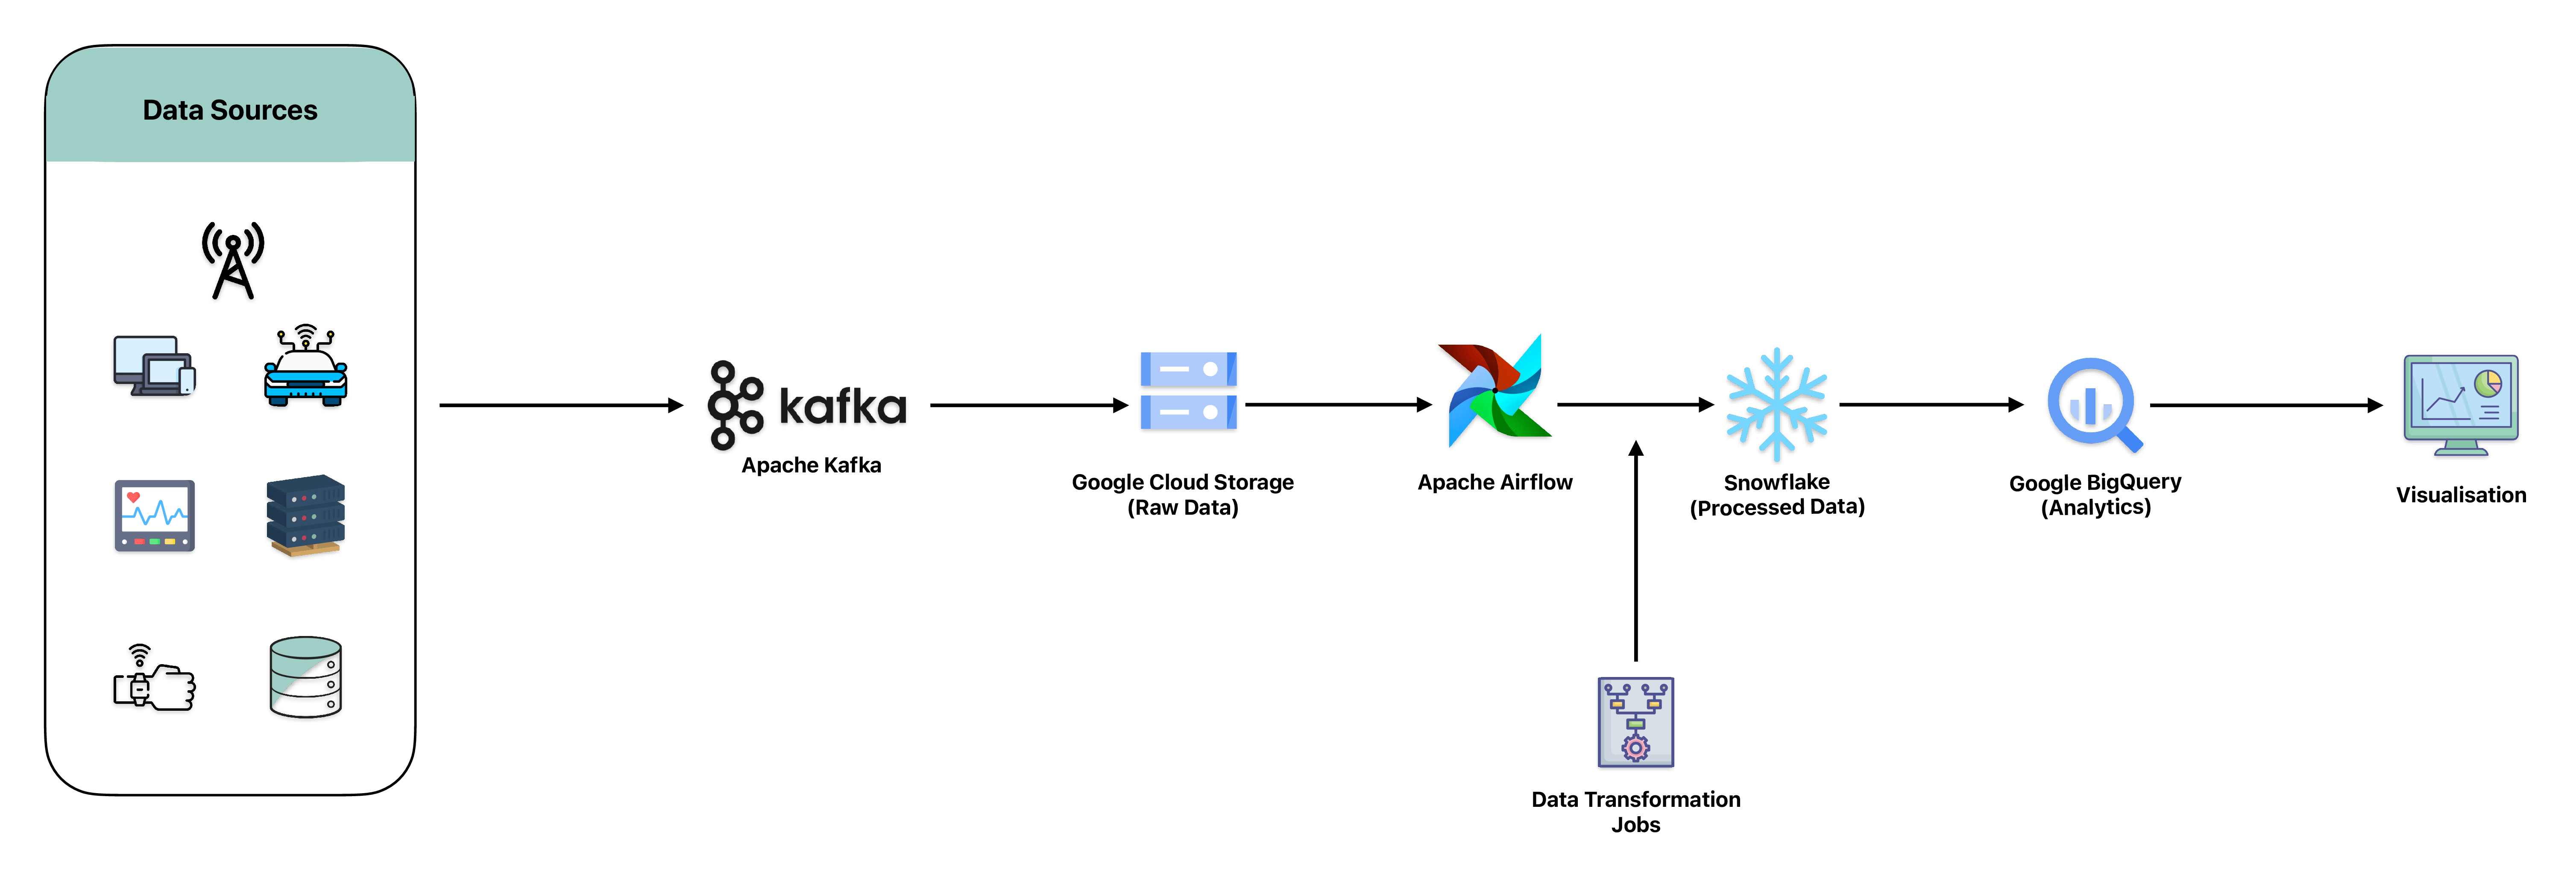 Data Sources
kafka
Apache Kafka
Google Cloud Storage
(Raw Data)
Apache Airflow
Snowflake
(Processed Data)
Google BigQuery
(Analytics)
Visualisation
Data Transformation
Jobs